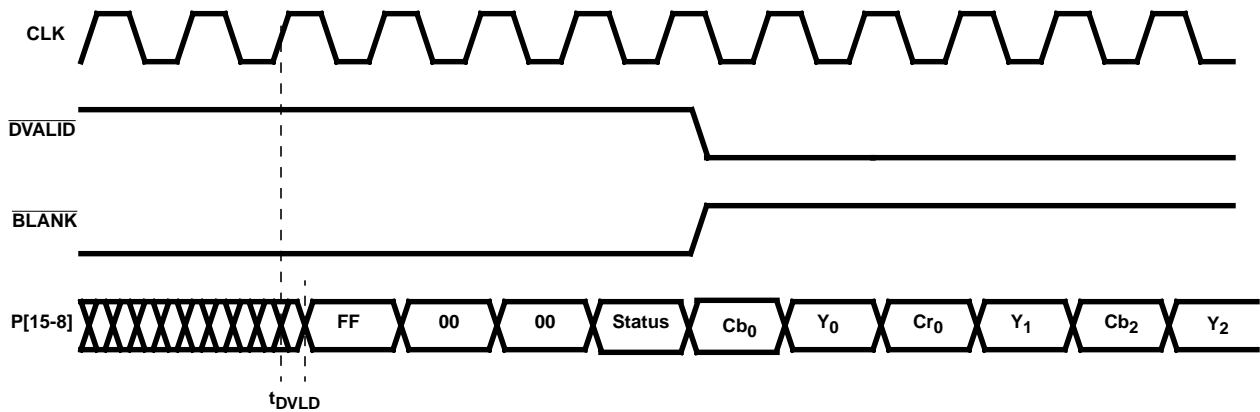 CLK
DVALID
BLANK
P[15-8] FF 00 00 Status Cb0 Y0 Cr0 Y1 Cb2 Y2
tDVLD